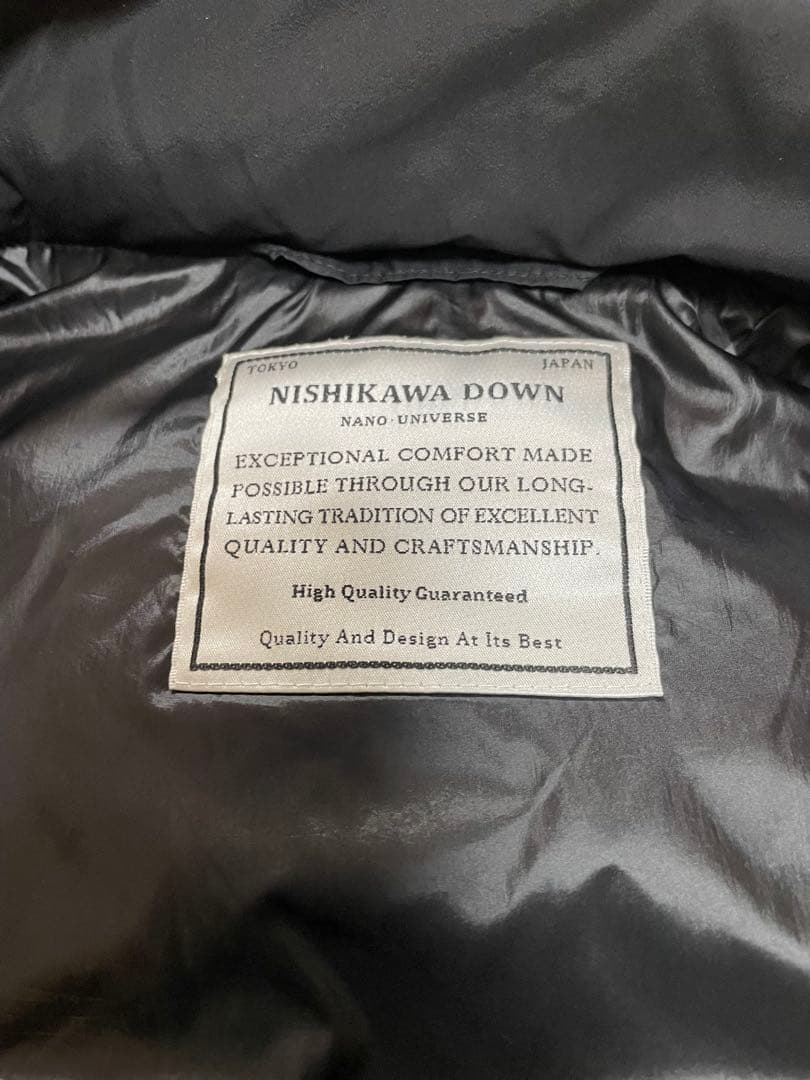 TOKYO JAPAN
NISHIKAWA DOWN
NANO·UNIVERSE
EXCEPTIONAL COMFORT MADE
POSSIBLE THROUGH OUR LONG-
LASTING TRADITION OF EXCELLENT
QUALITY AND CRAFTSMANSHIP.
High Quality Guaranteed
Quality And Design At Its Best